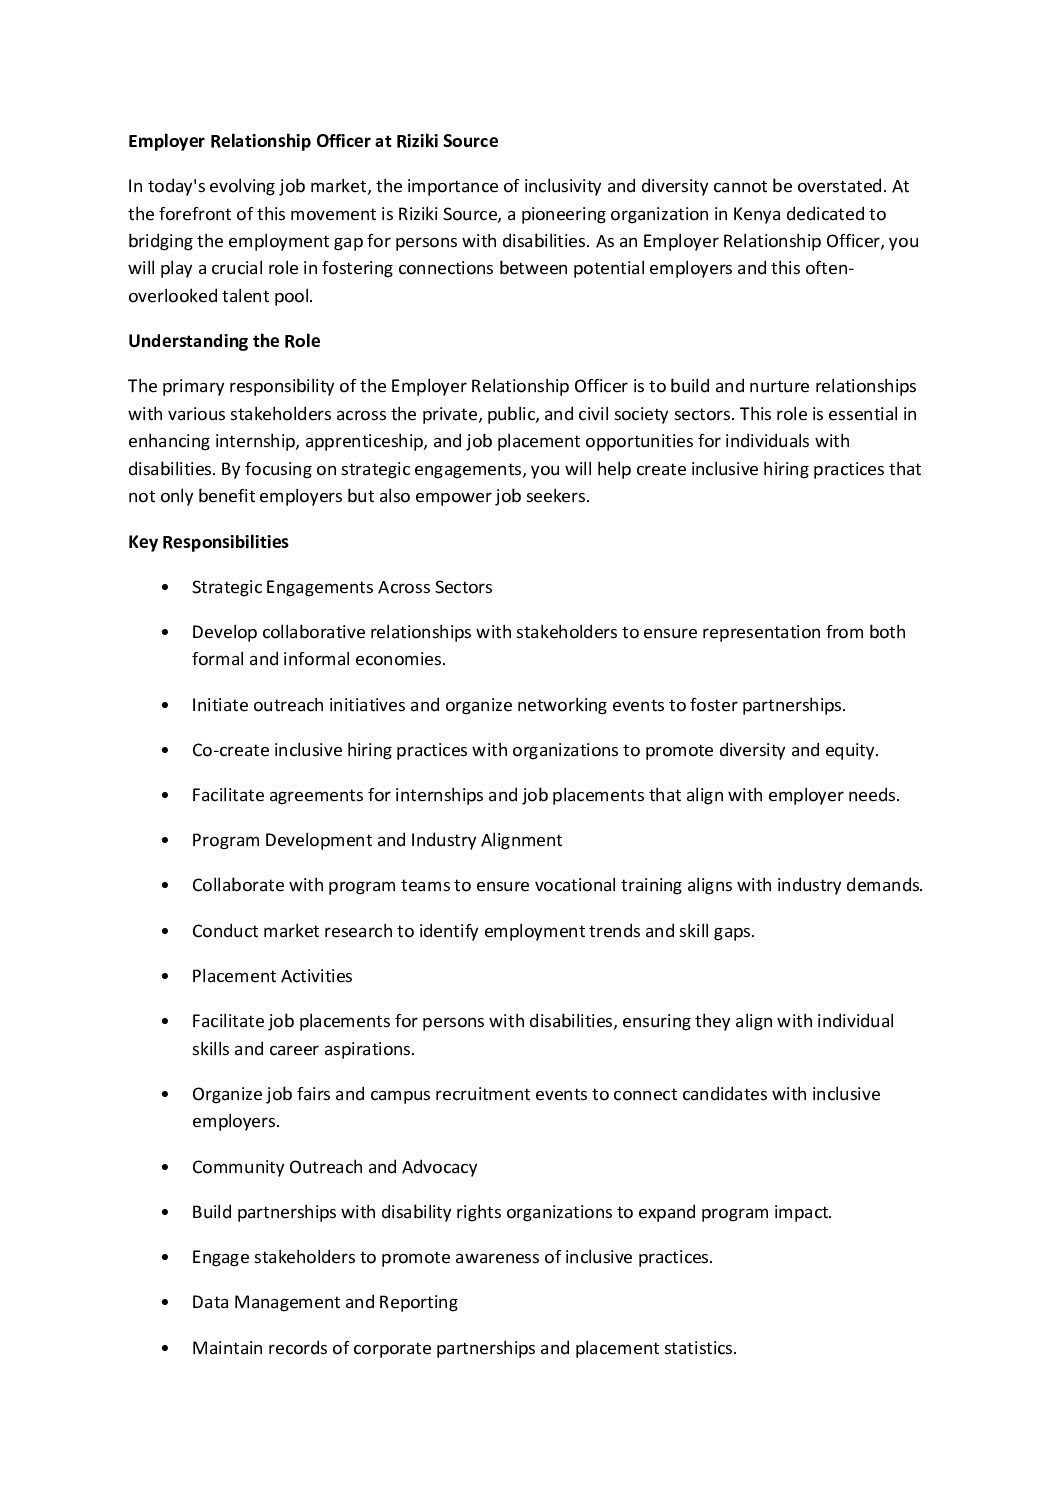 Employer Relationship Officer at Riziki Source
In today's evolving job market, the importance of inclusivity and diversity cannot be overstated. At
the forefront of this movement is Riziki Source, a pioneering organization in Kenya dedicated to
bridging the employment gap for persons with disabilities. As an Employer Relationship Officer, you
will play a crucial role in fostering connections between potential employers and this often-
overlooked talent pool.
Understanding the Role
The primary responsibility of the Employer Relationship Officer is to build and nurture relationships
with various stakeholders across the private, public, and civil society sectors. This role is essential in
enhancing internship, apprenticeship, and job placement opportunities for individuals with
disabilities. By focusing on strategic engagements, you will help create inclusive hiring practices that
not only benefit employers but also empower job seekers.
Key Responsibilities
• Strategic Engagements Across Sectors
• Develop collaborative relationships with stakeholders to ensure representation from both
formal and informal economies.
• Initiate outreach initiatives and organize networking events to foster partnerships.
• Co-create inclusive hiring practices with organizations to promote diversity and equity.
• Facilitate agreements for internships and job placements that align with employer needs.
• Program Development and Industry Alignment
• Collaborate with program teams to ensure vocational training aligns with industry demands.
• Conduct market research to identify employment trends and skill gaps.
• Placement Activities
• Facilitate job placements for persons with disabilities, ensuring they align with individual
skills and career aspirations.
• Organize job fairs and campus recruitment events to connect candidates with inclusive
employers.
• Community Outreach and Advocacy
• Build partnerships with disability rights organizations to expand program impact.
• Engage stakeholders to promote awareness of inclusive practices.
• Data Management and Reporting
• Maintain records of corporate partnerships and placement statistics.